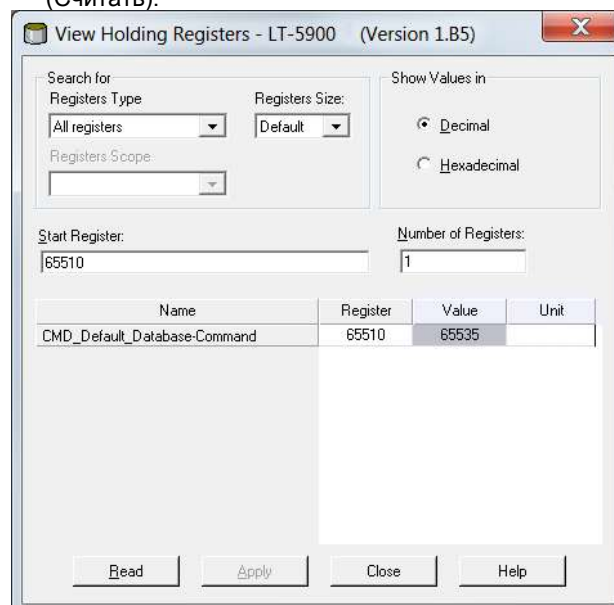 (Считать).
View Holding Registers - LT-5900 (Version 1.B5)
Search for
Registers Type
Registers Size:
All registers
Default
Registers Scope
Show Values in
Decimal
Hexadecimal
Start Register:
Number of Registers:
65510
1
Name Register Value Unit
CMD_Default_Database-Command 65510 65535
Read Apply Close Help